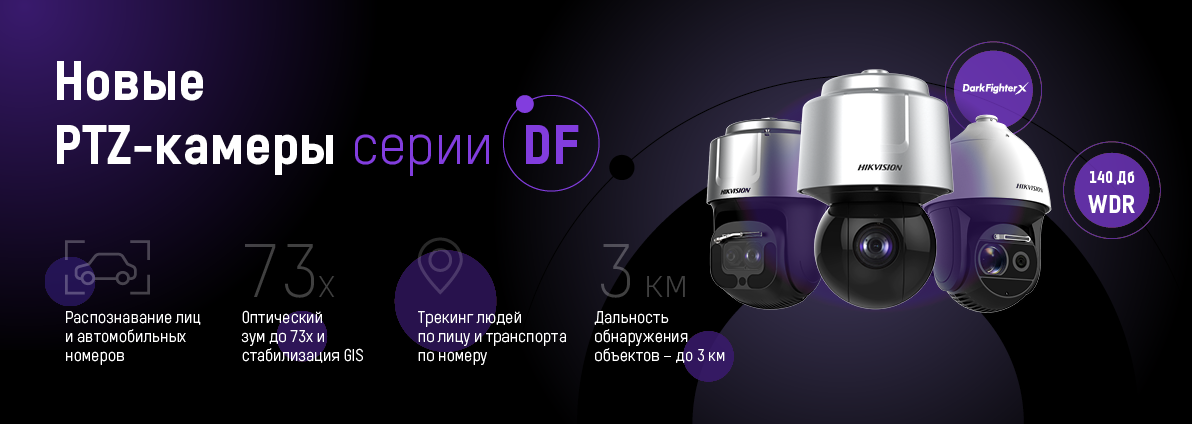 Новые
PTZ-камеры серии DF
DarkFighterX
140 Дб
WDR
HIKVISION
HIKVISION
HIKVISION
73x
3 км
Распознавание лиц
и автомобильных
номеров
Оптический
зум до 73x и
стабилизация GIS
Трекинг людей
по лицу и транспорта
по номеру
Дальность
обнаружения
объектов – до 3 км